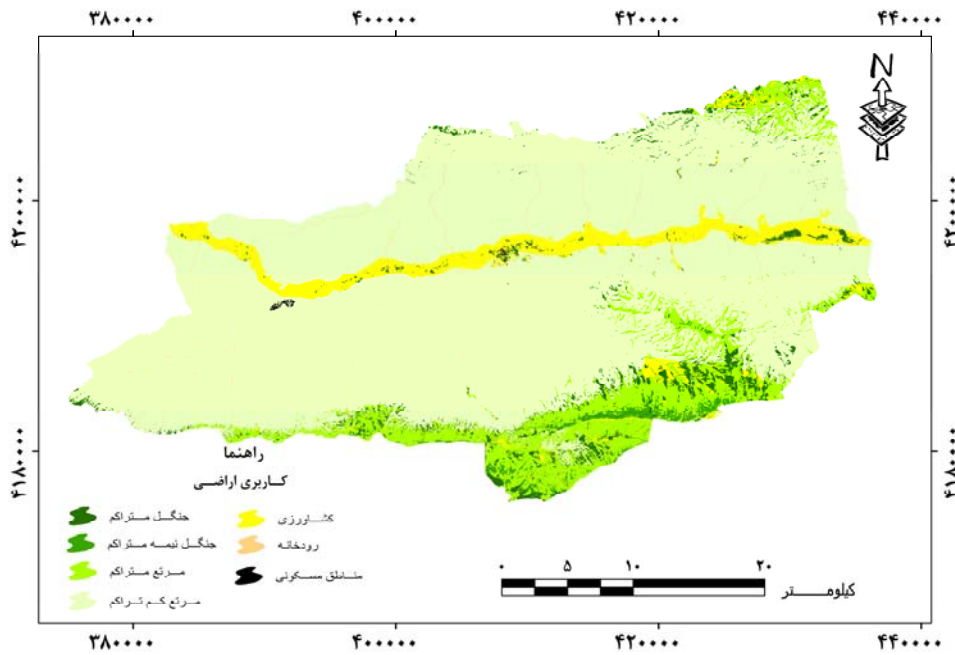 ۳۸۰۰۰۰ ۴۰۰۰۰۰ ۴۲۰۰۰۰ ۴۴۰۰۰۰
N
۴۲۰۰۰۰۰ ۴۲۰۰۰۰۰
۴۱۸۰۰۰۰ ۴۱۸۰۰۰۰
راهنما
کاربری اراضی
جنگل متراکم
جنگل نیمه متراکم
مرتع متراکم
مرتع کم تراکم
کشاورزی
رودخانه
مناطق مسکونی
۰ ۵ ۱۰ ۲۰
کیلومتر
۳۸۰۰۰۰ ۴۰۰۰۰۰ ۴۲۰۰۰۰ ۴۴۰۰۰۰